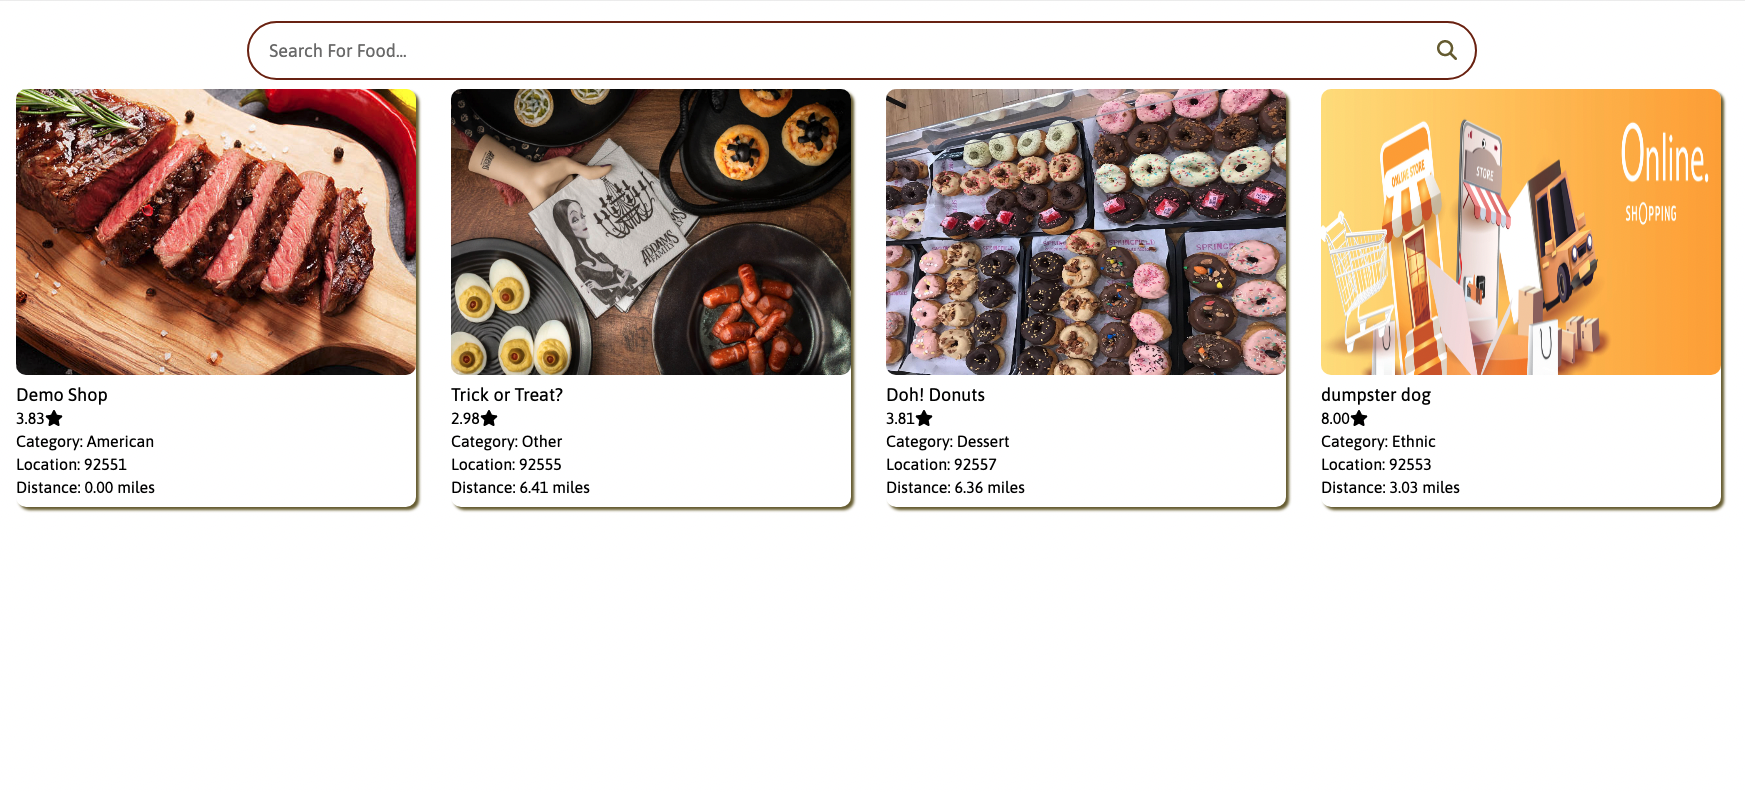 Search For Food...
ADDAMS
FAMILY
SPRINGFIELD
ONLINE STORE
STORE
Online.
SHOPPING
Demo Shop
3.83
Category: American
Location: 92551
Distance: 0.00 miles
Trick or Treat?
2.98
Category: Other
Location: 92555
Distance: 6.41 miles
Doh! Donuts
3.81
Category: Dessert
Location: 92557
Distance: 6.36 miles
dumpster dog
8.00
Category: Ethnic
Location: 92553
Distance: 3.03 miles